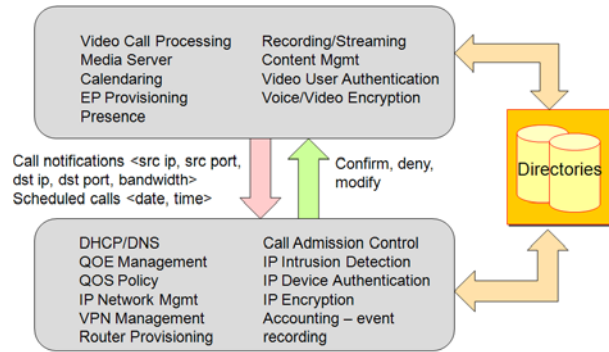 Video Call Processing
Media Server
Calendaring
EP Provisioning
Presence
Recording/Streaming
Content Mgmt
Video User Authentication
Voice/Video Encryption
Call notifications <src ip, src port,
dst ip, dst port, bandwidth>
Scheduled calls <date, time>
Confirm, deny,
modify
Directories
DHCP/DNS
QOE Management
QOS Policy
IP Network Mgmt
VPN Management
Router Provisioning
Call Admission Control
IP Intrusion Detection
IP Device Authentication
IP Encryption
Accounting – event
recording